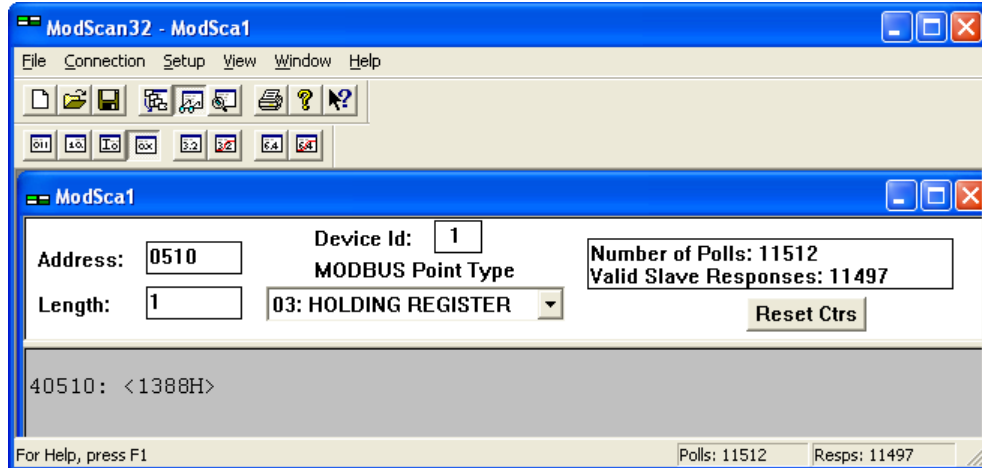 ModScan32 - ModSca1
File Connection Setup View Window Help
ModSca1
Address: 0510
Device Id: 1
MODBUS Point Type
Length: 1
03: HOLDING REGISTER
Number of Polls: 11512
Valid Slave Responses: 11497
Reset Ctrs
40510: <1388H>
For Help, press F1
Polls: 11512
Resps: 11497